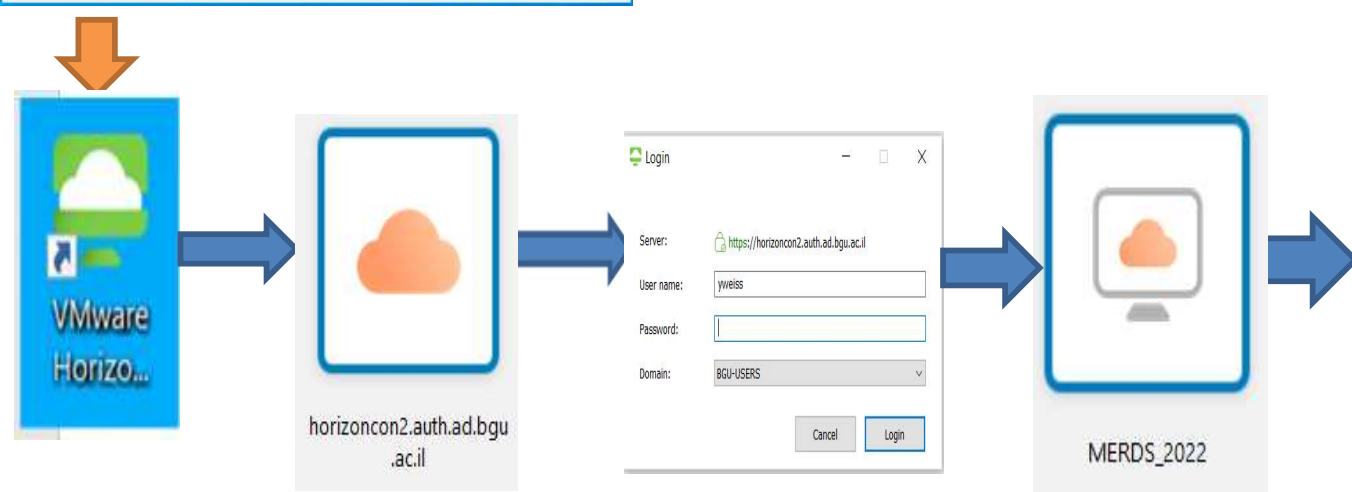 VMware
Horizo...
horizoncon2.auth.ad.bgu
.ac.il
Login
Server:
https://horizoncon2.auth.ad.bgu.ac.il
User name:
yweiss
Password:
Domain:
BGU-USERS
Cancel
Login
MERDS_2022